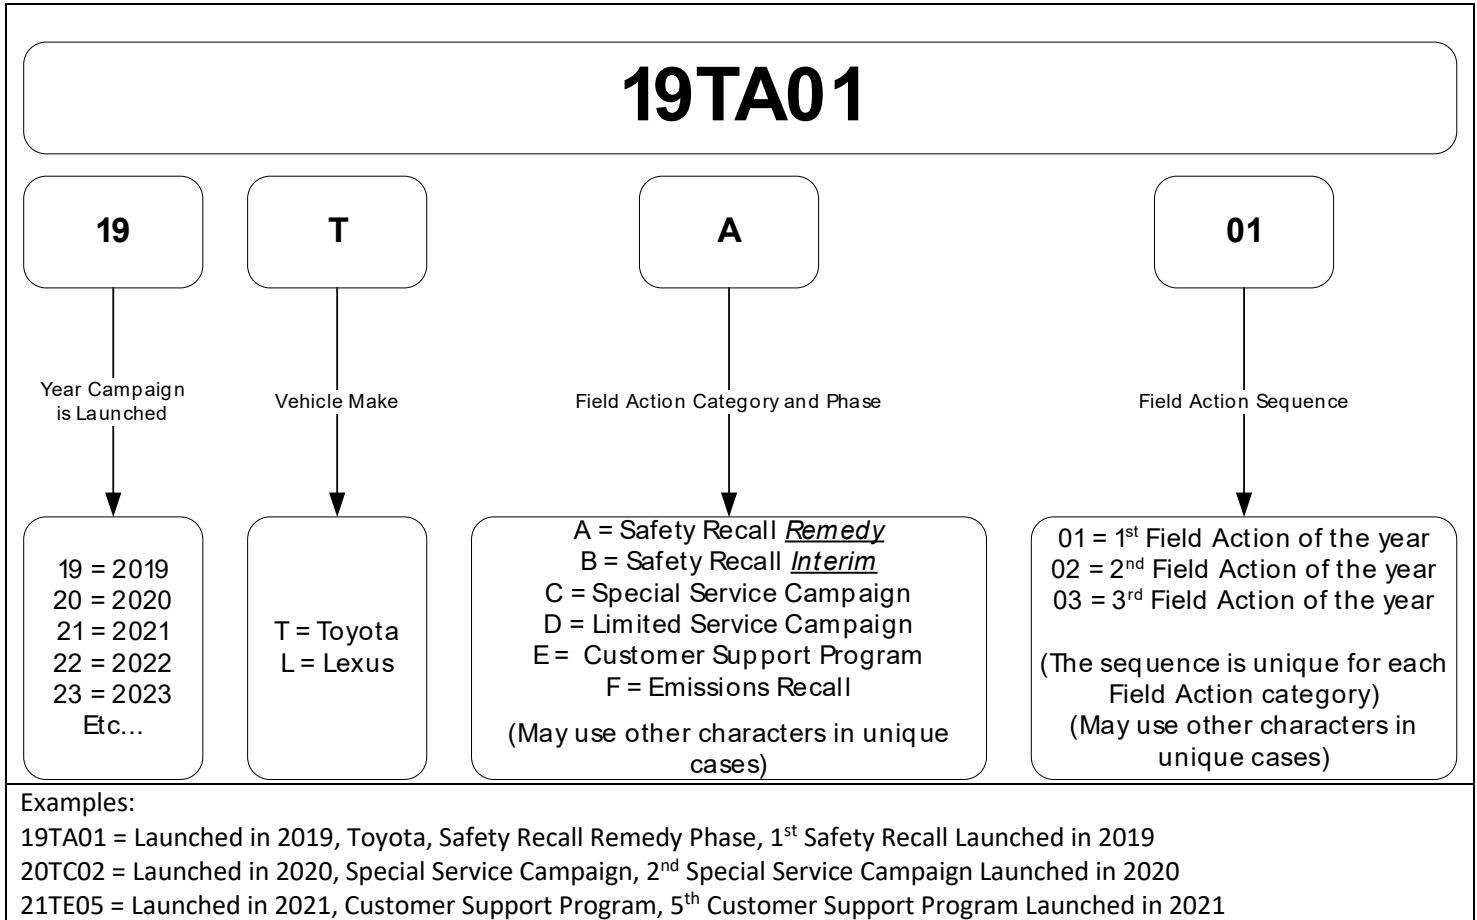 19TA01
19
T
A
01
Year Campaign
is Launched
Vehicle Make
Field Action Category and Phase
Field Action Sequence
19 = 2019
20 = 2020
21 = 2021
22 = 2022
23 = 2023
Etc...
T = Toyota
L = Lexus
A = Safety Recall Remedy
B = Safety Recall Interim
C = Special Service Campaign
D = Limited Service Campaign
E = Customer Support Program
F = Emissions Recall
(May use other characters in unique
cases)
01 = 1st Field Action of the year
02 = 2nd Field Action of the year
03 = 3rd Field Action of the year
(The sequence is unique for each
Field Action category)
(May use other characters in
unique cases)
Examples:
19TA01 = Launched in 2019, Toyota, Safety Recall Remedy Phase, 1st Safety Recall Launched in 2019
20TC02 = Launched in 2020, Special Service Campaign, 2nd Special Service Campaign Launched in 2020
21TE05 = Launched in 2021, Customer Support Program, 5th Customer Support Program Launched in 2021